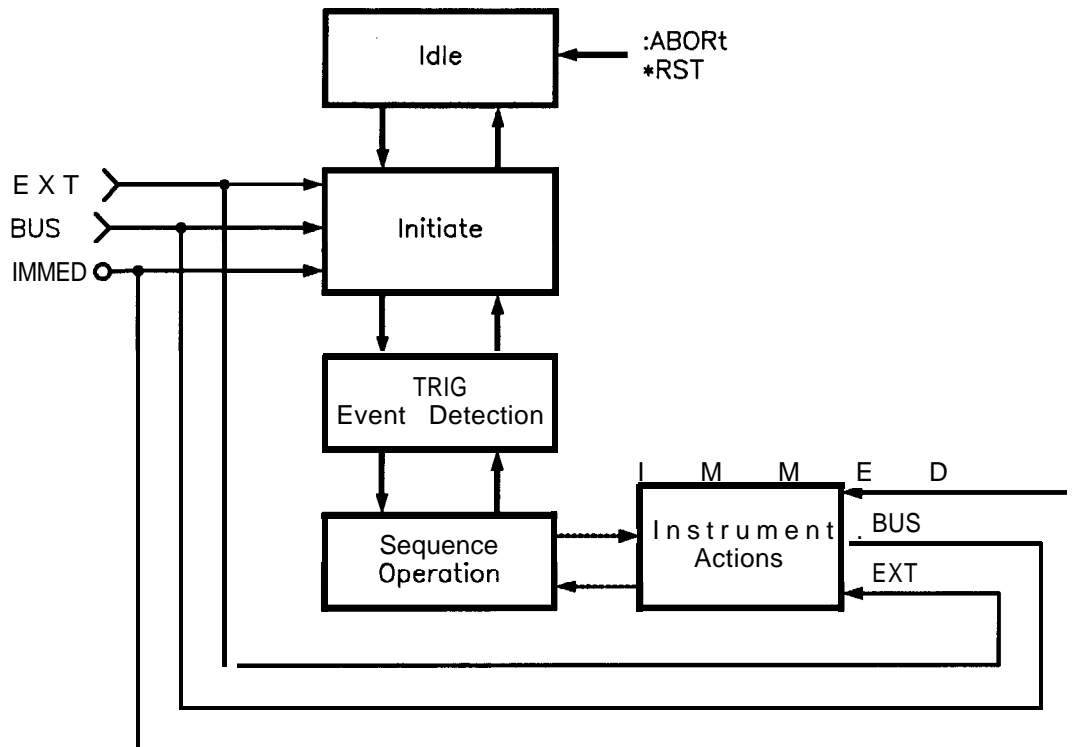 Idle
:ABORt
*RST
E X T
BUS
IMMED
Initiate
TRIG
Event Detection
I M M E D
Sequence
Operation
Instrument
Actions
BUS
EXT